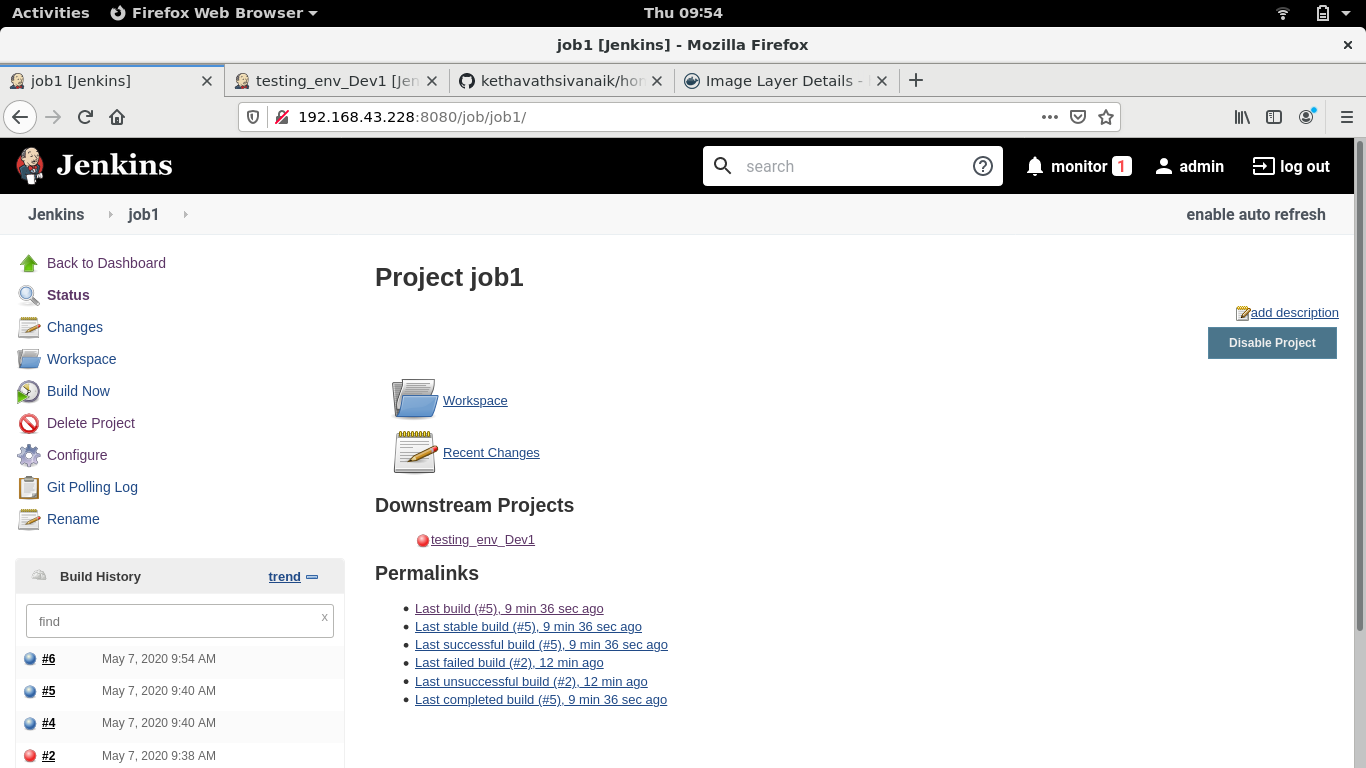 Activities Firefox Web Browser Thu 09:54
job1 [Jenkins] - Mozilla Firefox
job1 [Jenkins] testing_env_Dev1 [Jen kethavathsivanaik/ Image Layer Details -
192.168.43.228:8080/job/job1/
Jenkins search monitor 1 admin log out
Jenkins job1 enable auto refresh
Back to Dashboard
Status
Changes
Workspace
Build Now
Delete Project
Configure
Git Polling Log
Rename
Build History trend
find x
#6 May 7, 2020 9:54 AM
#5 May 7, 2020 9:40 AM
#4 May 7, 2020 9:40 AM
#2 May 7, 2020 9:38 AM
Project job1
add description
Disable Project
Workspace
Recent Changes
Downstream Projects
testing_env_Dev1
Permalinks
Last build (#5), 9 min 36 sec ago
Last stable build (#5), 9 min 36 sec ago
Last successful build (#5), 9 min 36 sec ago
Last failed build (#2), 12 min ago
Last unsuccessful build (#2), 12 min ago
Last completed build (#5), 9 min 36 sec ago